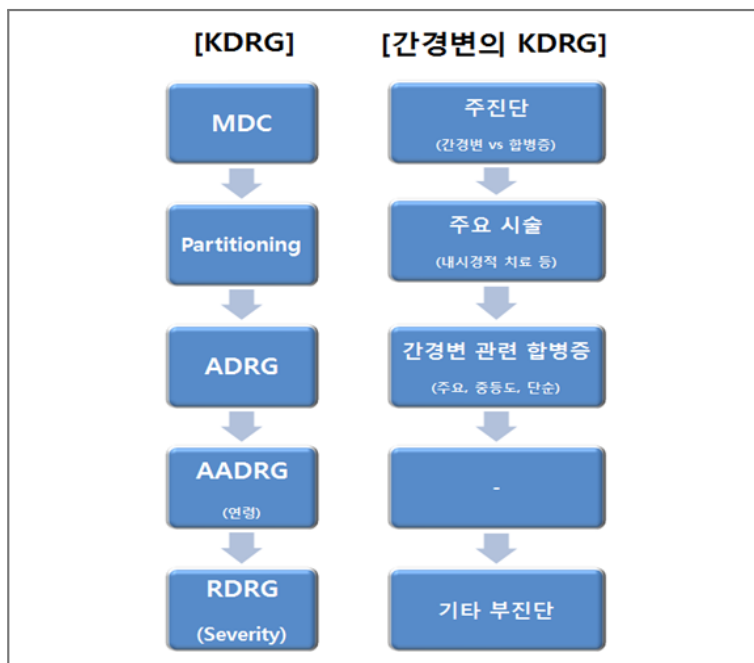 [KDRG]
[간경변의 KDRG]
MDC
주진단
(간경변 vs 합병증)
Partitioning
주요 시술
(내시경적 치료 등)
ADRG
간경변 관련 합병증
(주요, 중등도, 단순)
AADRG
(연령)
-
RDRG
(Severity)
기타 부진단